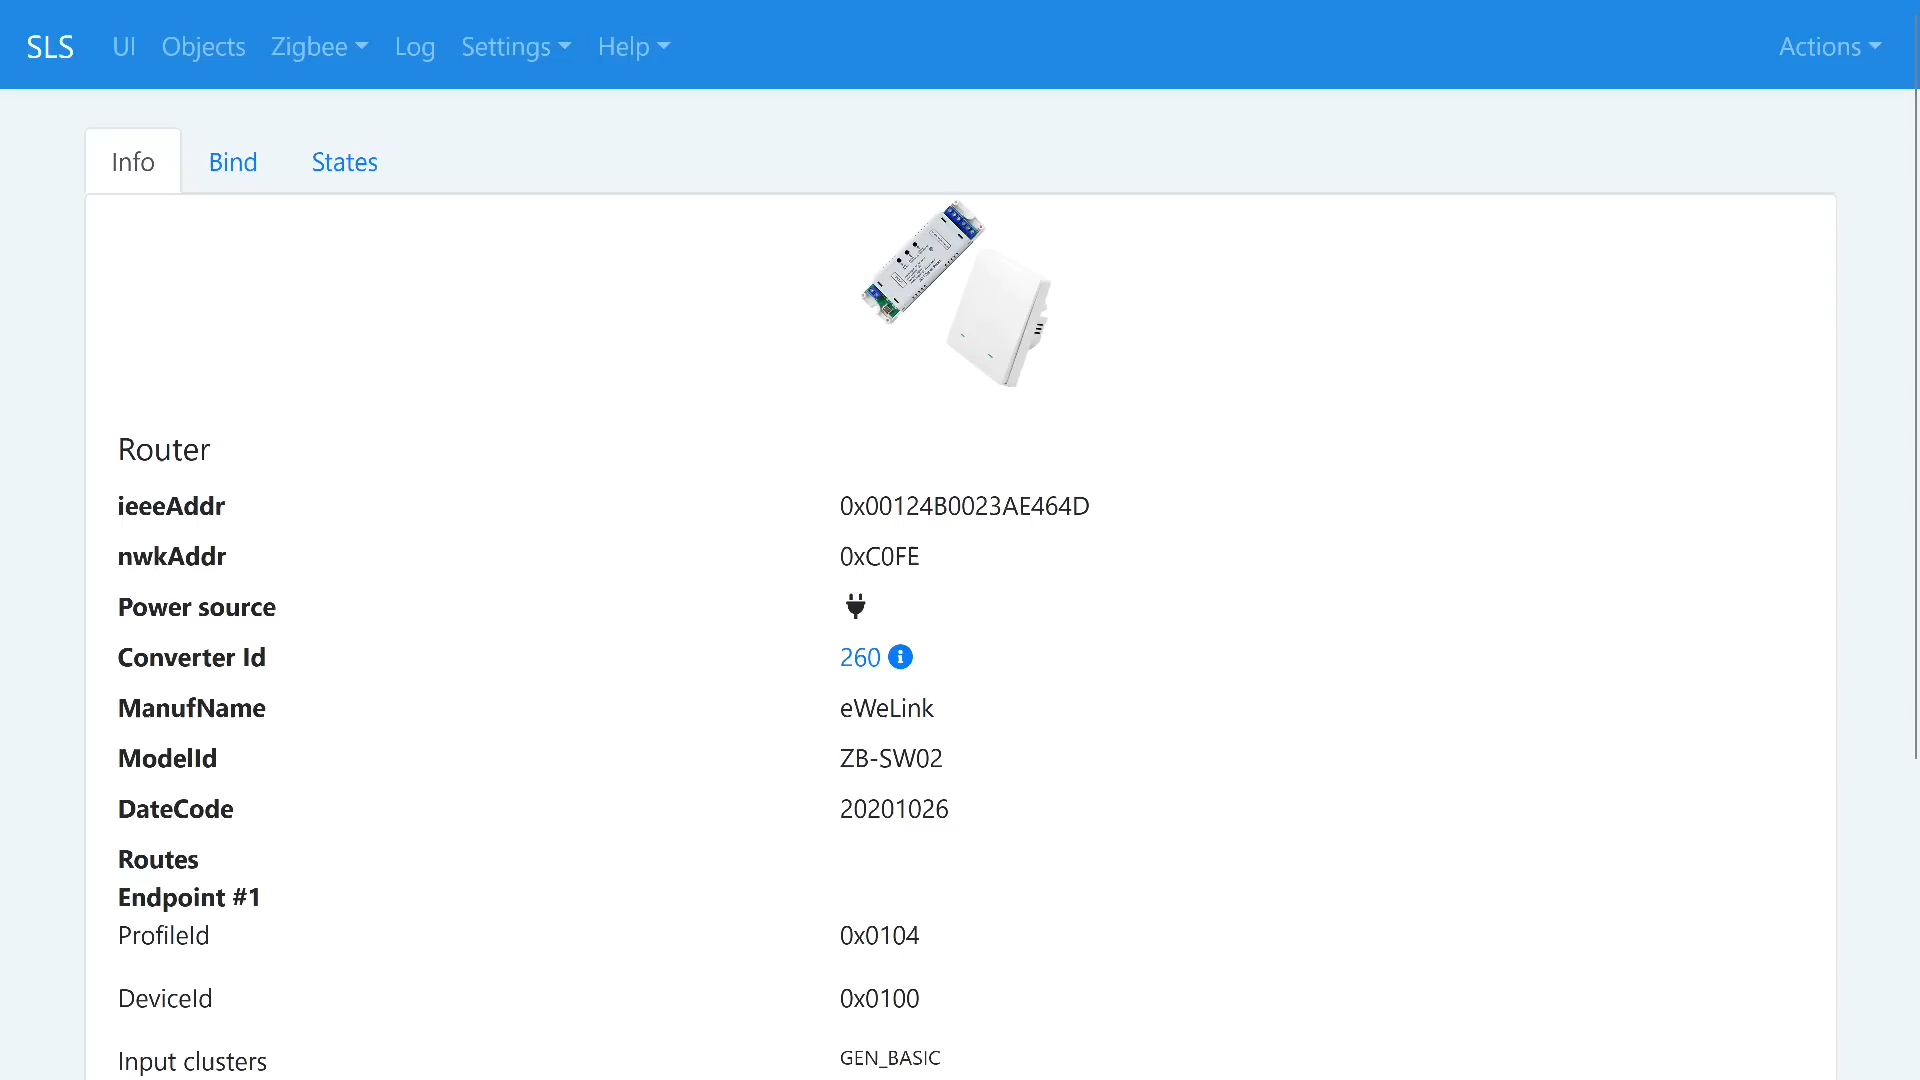 SLS UI Objects Zigbee Log Settings Help Actions
Info Bind States
Router
ieeeAddr 0x00124B0023AE464D
nwkAddr 0xC0FE
Power source
Converter Id 260
ManufName eWeLink
ModelId ZB-SW02
DateCode 20201026
Routes
Endpoint #1
ProfileId 0x0104
DeviceId 0x0100
Input clusters GEN_BASIC